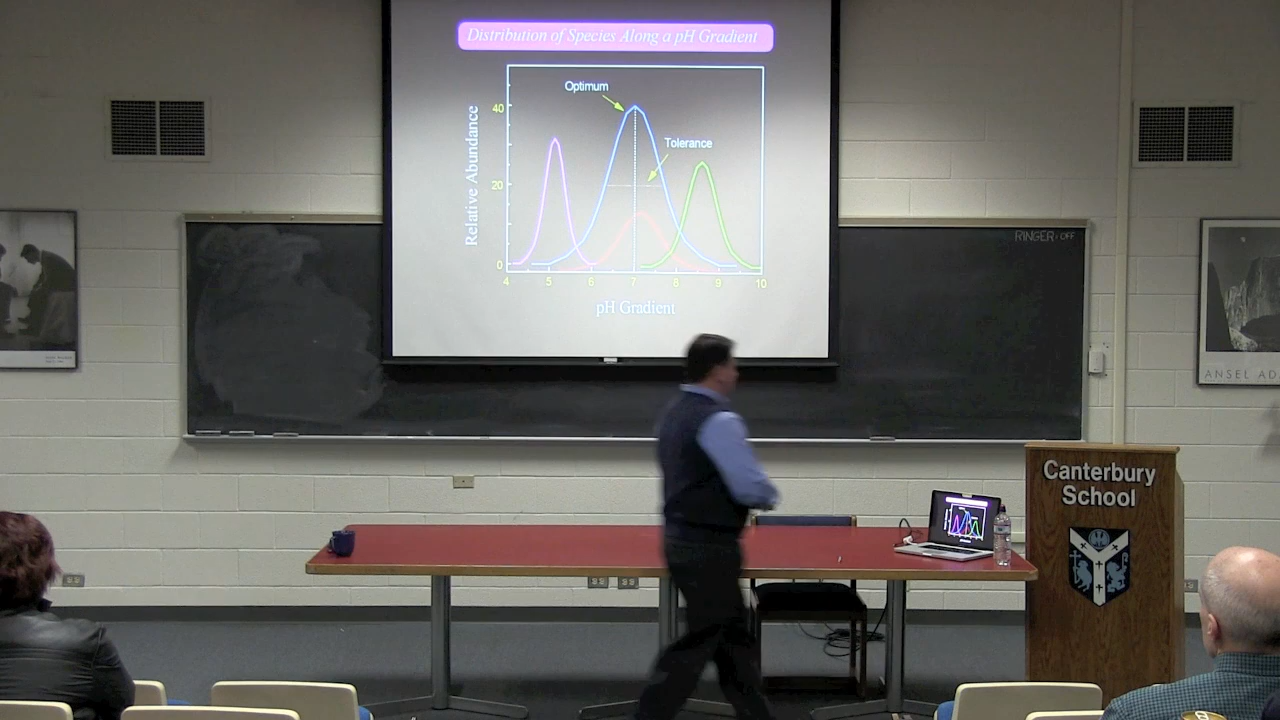 Distribution of Species Along a pH Gradient
Optimum
Tolerance
Relative Abundance
40
20
0
4 5 6 7 8 9 10
pH Gradient
RINGER OFF
ANSEL AD
Canterbury
School